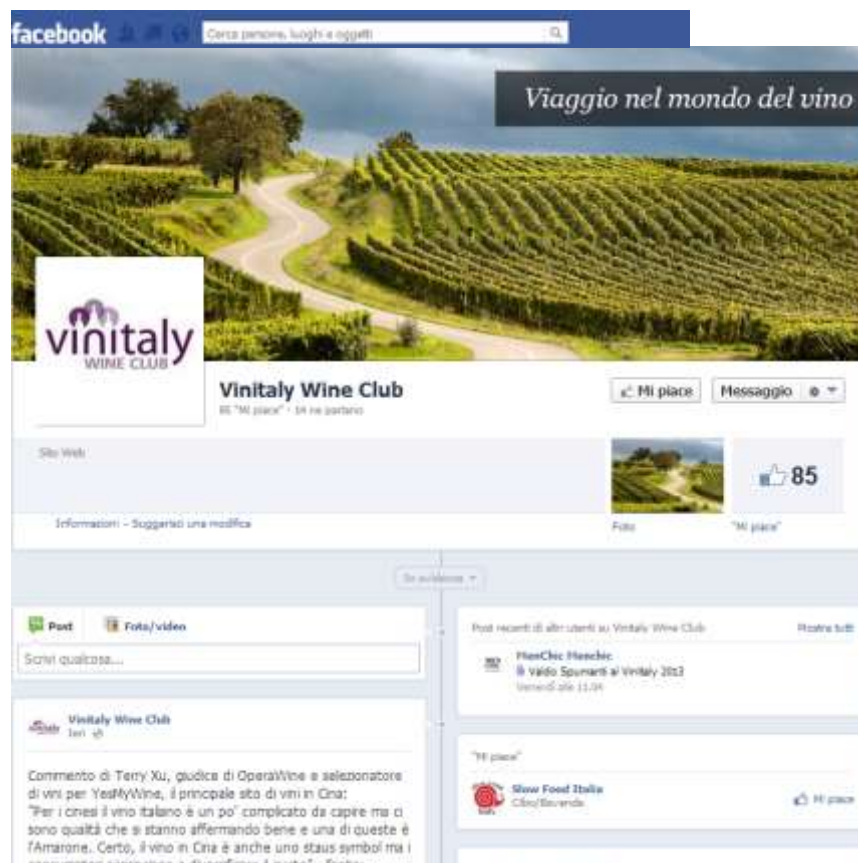 facebook
Cerca persone, luoghi e oggetti
Viaggio nel mondo del vino
vinitaly
WINE CLUB
Vinitaly Wine Club
85 "Mi piace" · 14 ne parlano
Mi piace
Messaggio
Sito Web
85
Informazioni - Suggerisci una modifica
Foto
"Mi piace"
In evidenza
Post
Foto/video
Scrivi qualcosa...
Vinitaly Wine Club
Ieri
Commento di Terry Xu, giudice di OperaWine e selezionatore
di vini per YesMyWine, il principale sito di vini in Cina:
"Per i cinesi il vino italiano è un po' complicato da capire ma ci
sono qualità che si stanno affermando bene e una di queste è
l'Amarone. Certo, il vino in Cina è anche uno staus symbol ma i
Post recenti di altri utenti su Vinitaly Wine Club
Mostra tutti
MenChic Menchic
Valdo Spumanti al Vinitaly 2013
Venerdì alle 11.04
"Mi piace"
Slow Food Italia
Cibo/Bevande
Mi piace